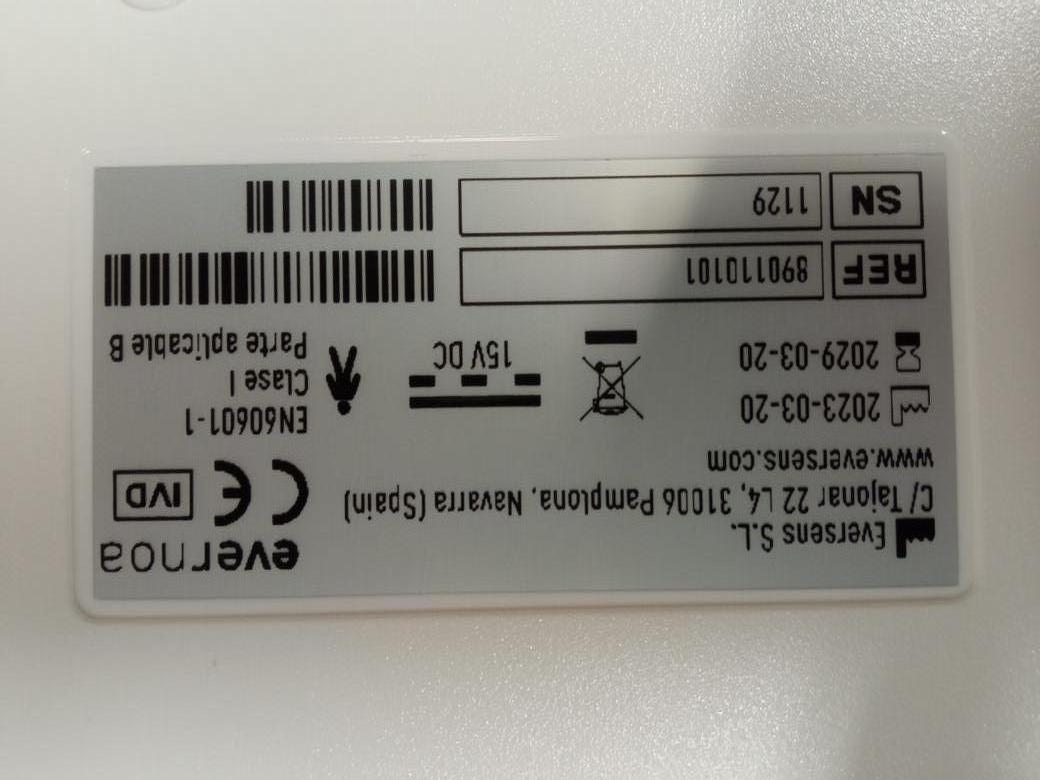 Eversens S.L.
C/ Tajonar 22 L4, 31006 Pamplona, Navarra (Spain)
www.eversens.com
evernoa
CE IVD
2023-03-20
2029-03-20
15V DC
EN60601-1
Clase I
Parte aplicable B
REF 890110101
SN 1129